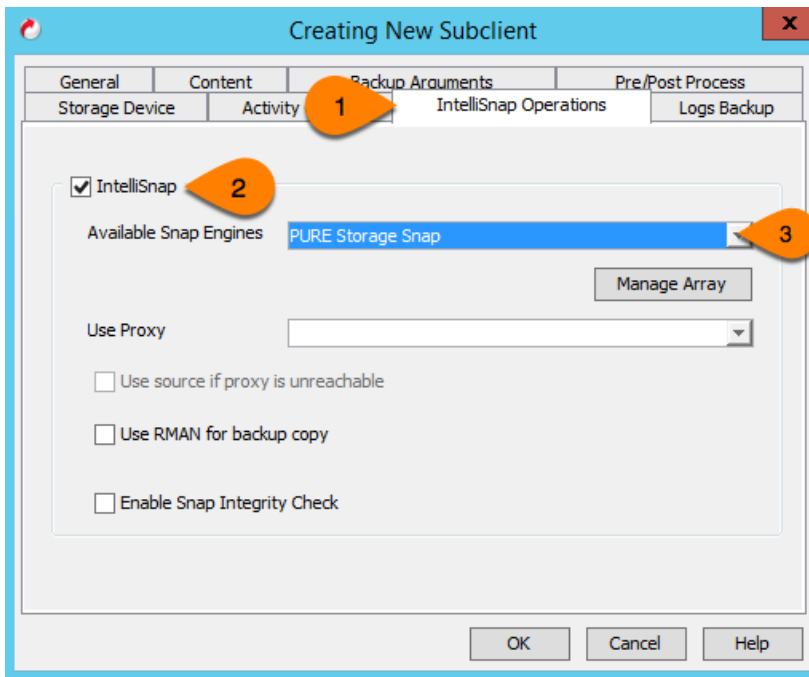 Creating New Subclient
x
General Content Backup Arguments Pre/Post Process
Storage Device Activity 1 IntelliSnap Operations Logs Backup
IntelliSnap 2
Available Snap Engines PURE Storage Snap 3
Manage Array
Use Proxy
Use source if proxy is unreachable
Use RMAN for backup copy
Enable Snap Integrity Check
OK Cancel Help